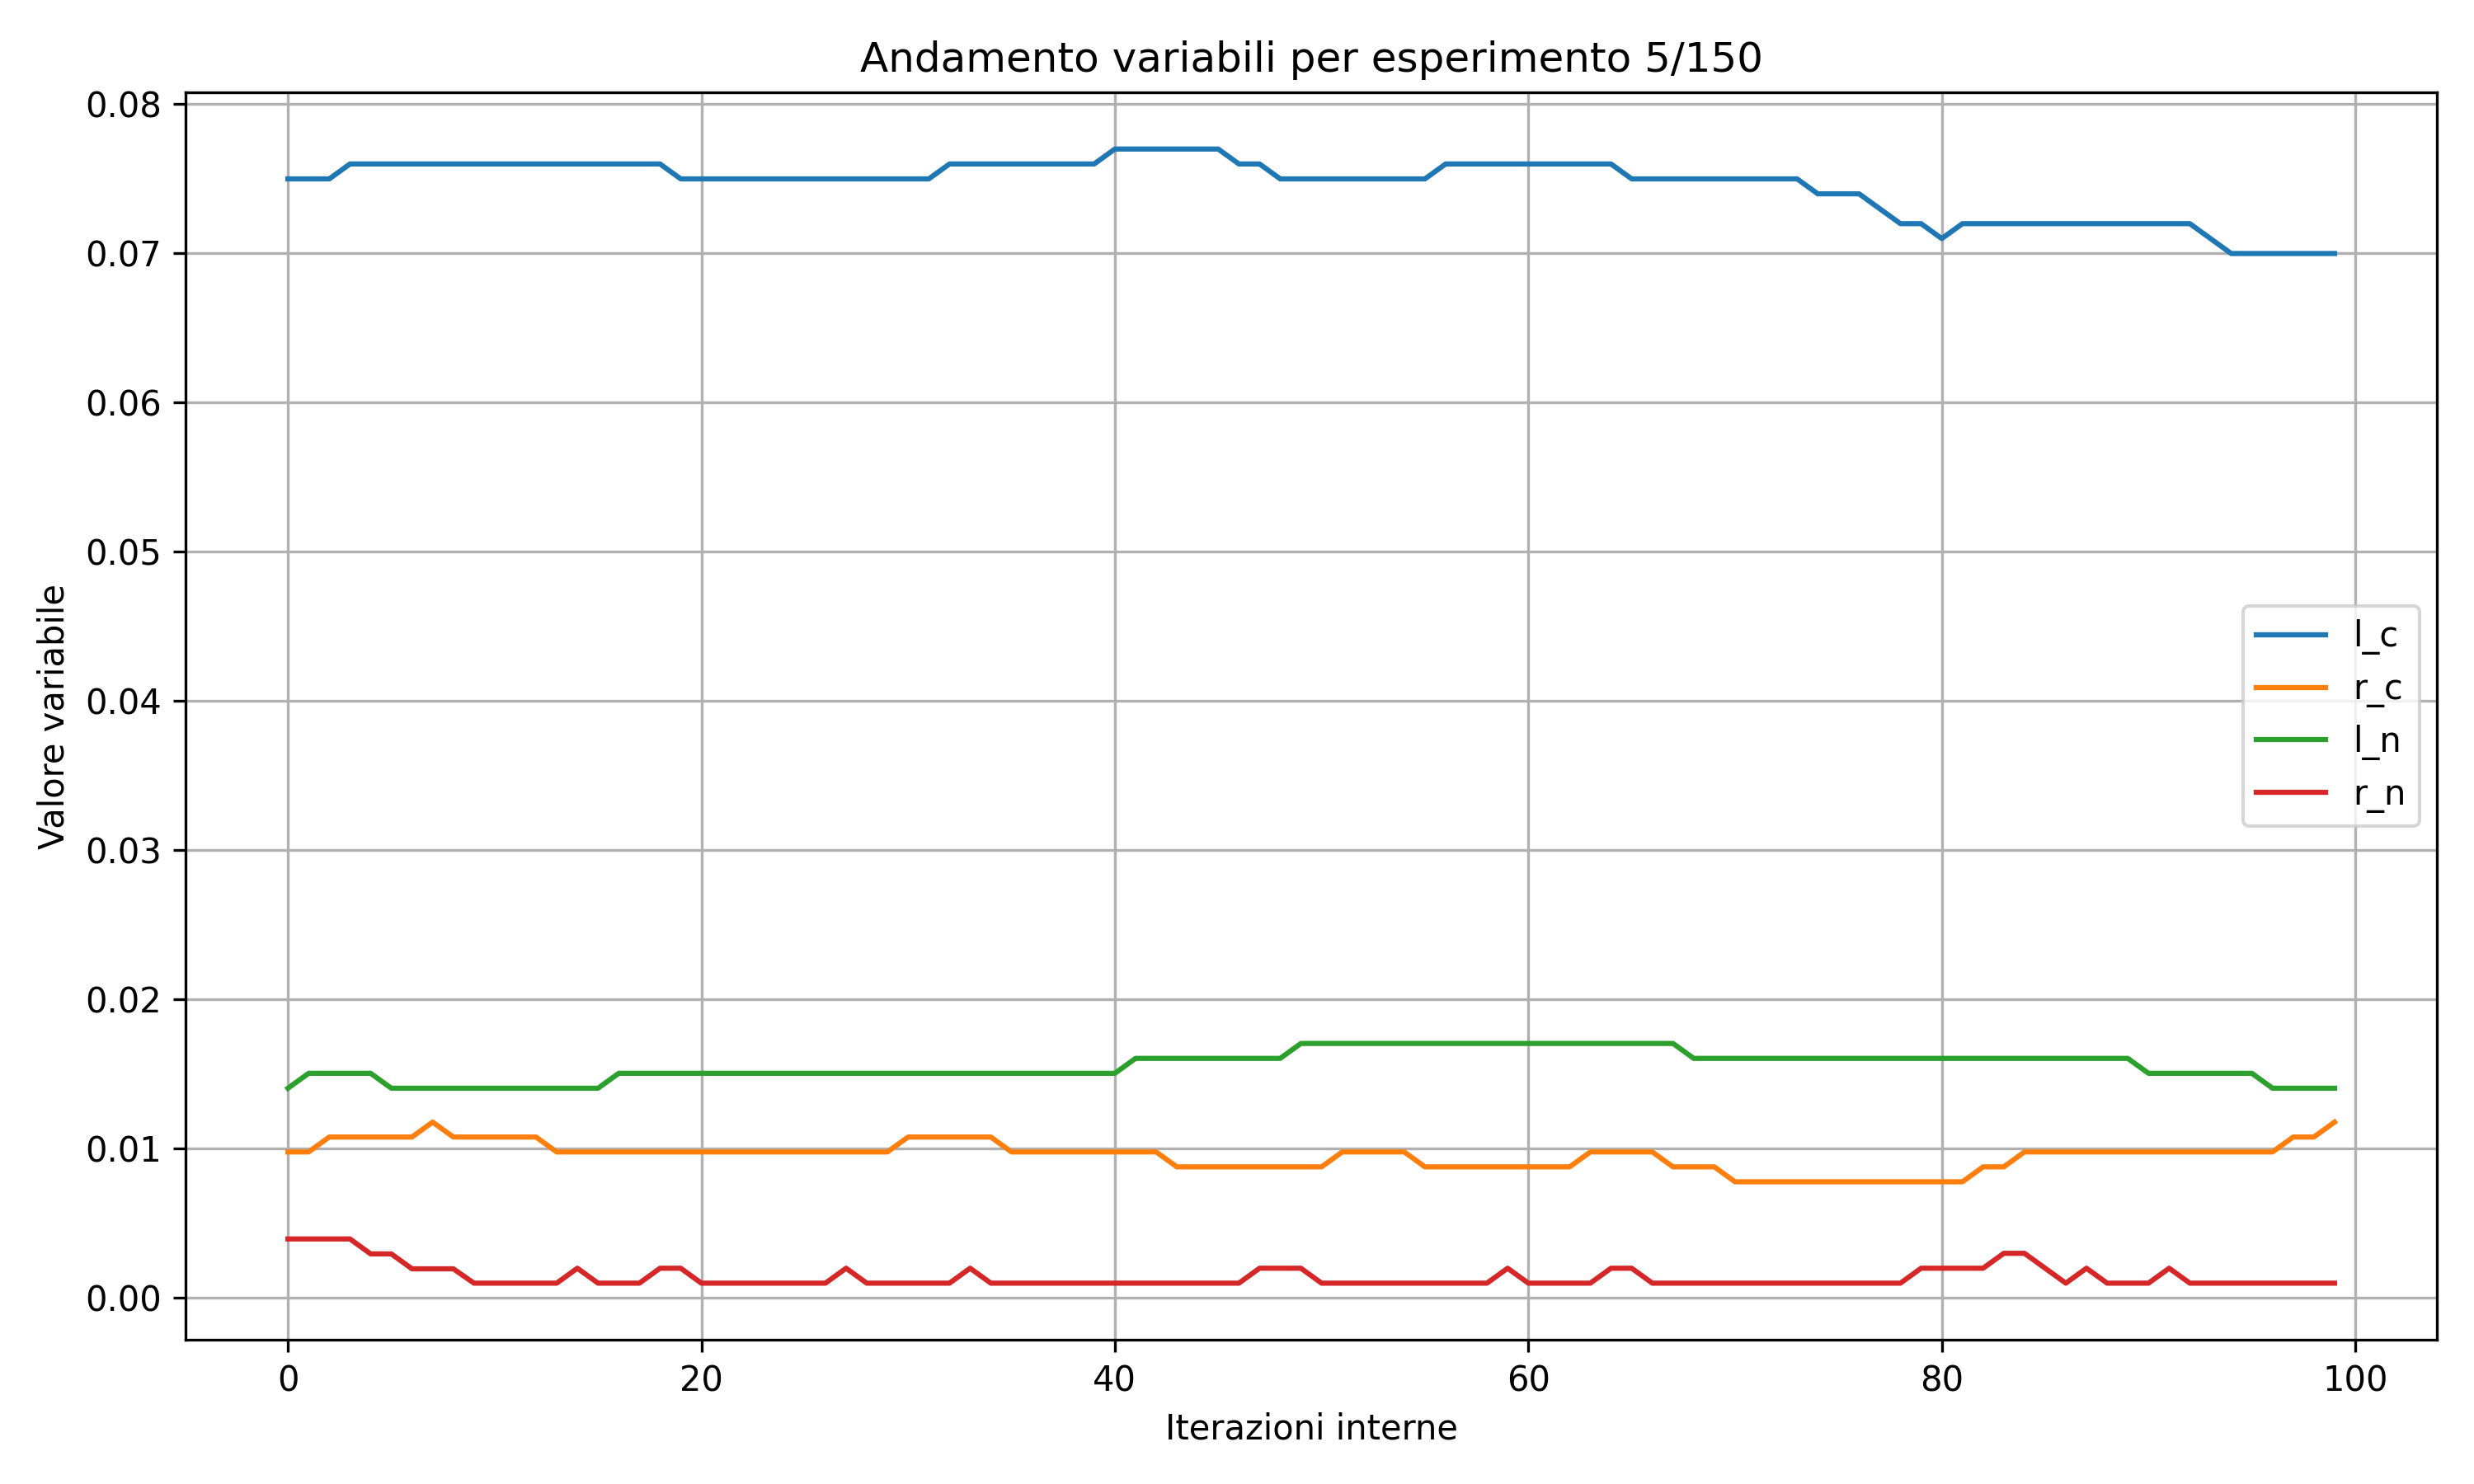 Andamento variabili per esperimento 5/150
0.08
0.07
0.06
0.05
0.04
0.03
0.02
0.01
0.00
Valore variabile
l_c
r_c
l_n
r_n
0 20 40 60 80 100
Iterazioni interne